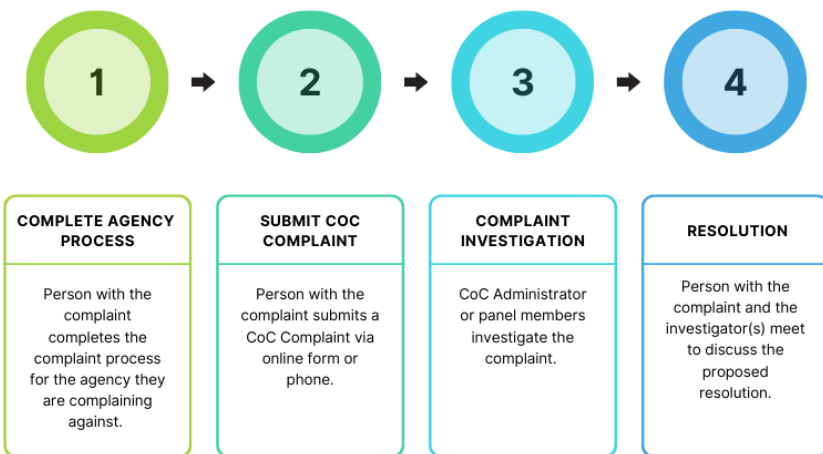 1
2
3
4
COMPLETE AGENCY
PROCESS
Person with the
complaint
completes the
complaint process
for the agency they
are complaining
against.
SUBMIT COC
COMPLAINT
Person with the
complaint submits a
CoC Complaint via
online form or
phone.
COMPLAINT
INVESTIGATION
CoC Administrator
or panel members
investigate the
complaint.
RESOLUTION
Person with the
complaint and the
investigator(s) meet
to discuss the
proposed
resolution.